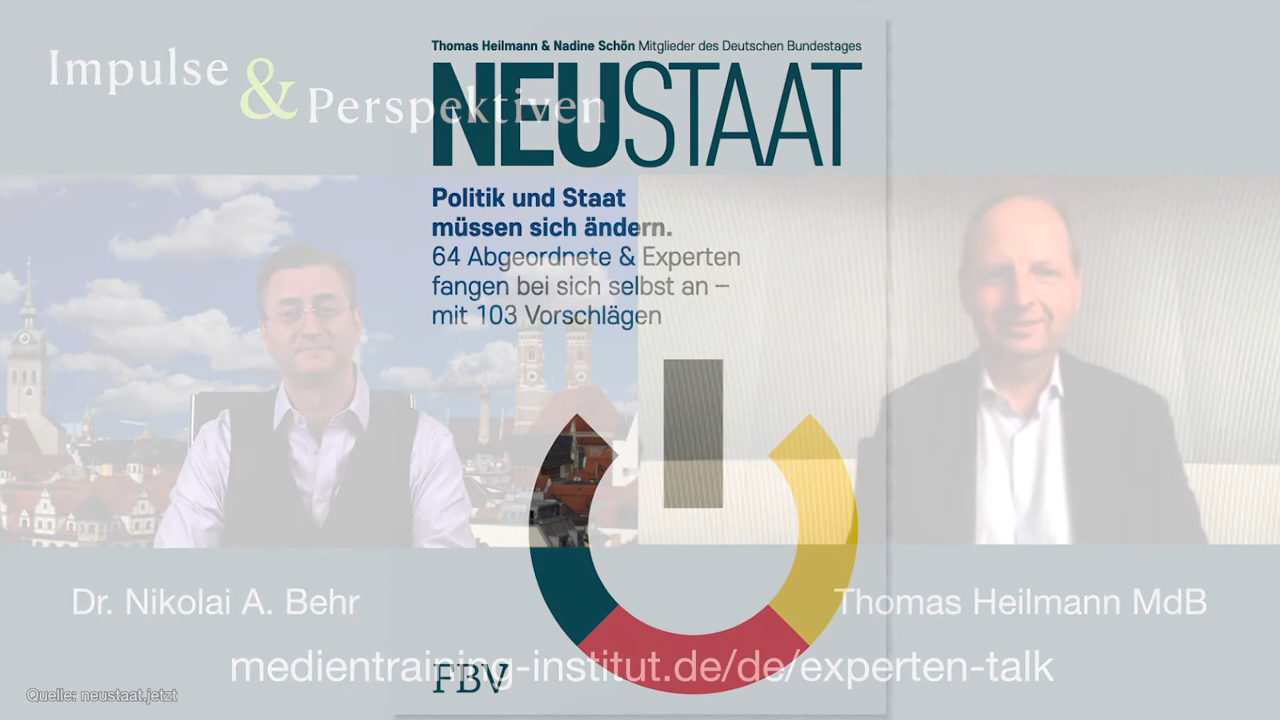 Thomas Heilmann & Nadine Schön Mitglieder des Deutschen Bundestages
Impulse
& Perspektiven
NEUSTAAT
Politik und Staat
müssen sich ändern.
64 Abgeordnete & Experten
fangen bei sich selbst an –
mit 103 Vorschlägen
Dr. Nikolai A. Behr
Thomas Heilmann MdB
medientraining-institut.de/de/experten-talk
FBV
Quelle: neustaat.jetzt